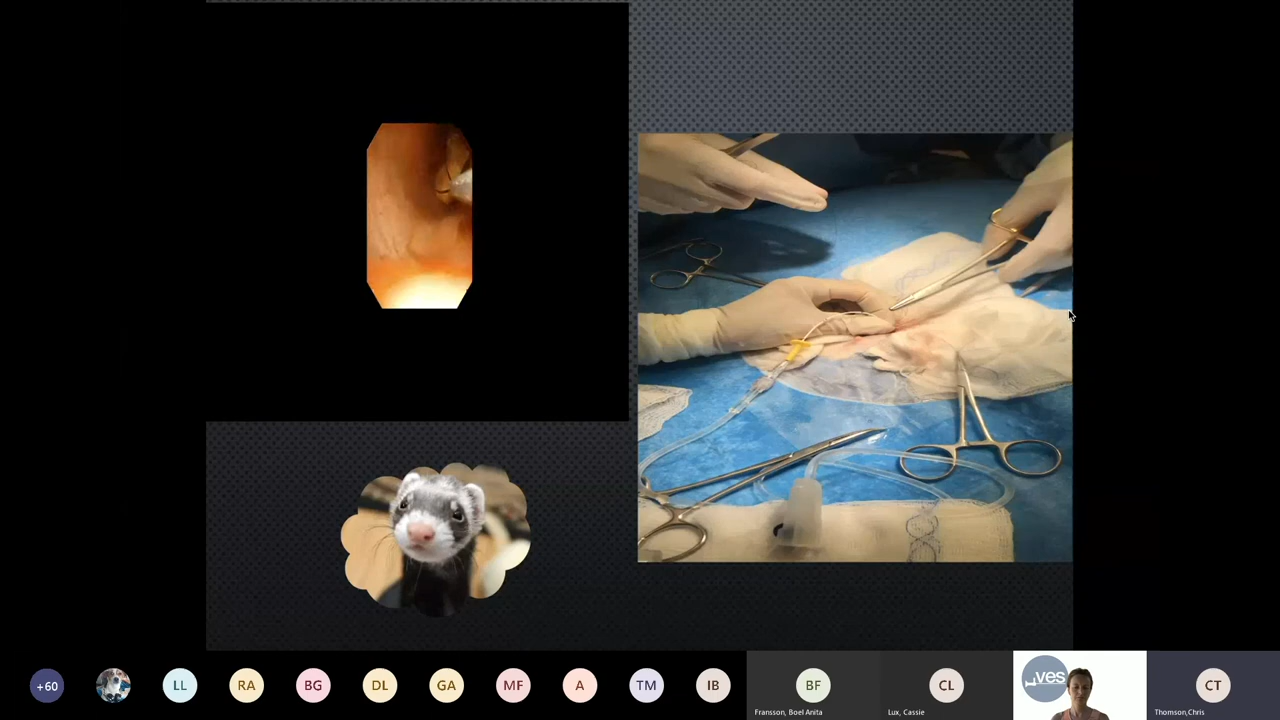 +60
LL
RA
BG
DL
GA
MF
A
TM
IB
BF
Fransson, Boel Anita
CL
Lux, Cassie
ves
CT
Thomson,Chris